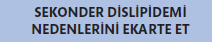 SEKONDER DİSLİPİDEMİ
NEDENLERİNİ EKARTE ET